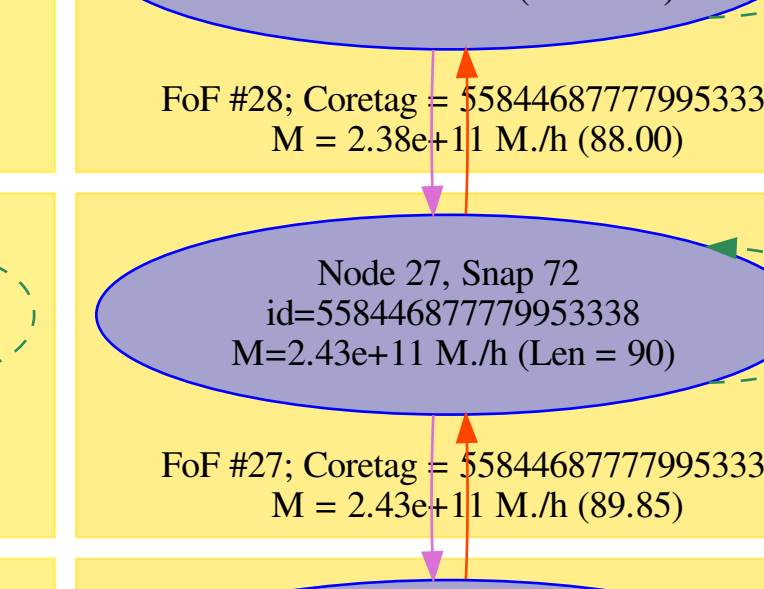 FoF #28; Coretag = 55844687777995333
M = 2.38e+11 M./h (88.00)
Node 27, Snap 72
id=558446877779953338
M=2.43e+11 M./h (Len = 90)
FoF #27; Coretag = 55844687777995333
M = 2.43e+11 M./h (89.85)